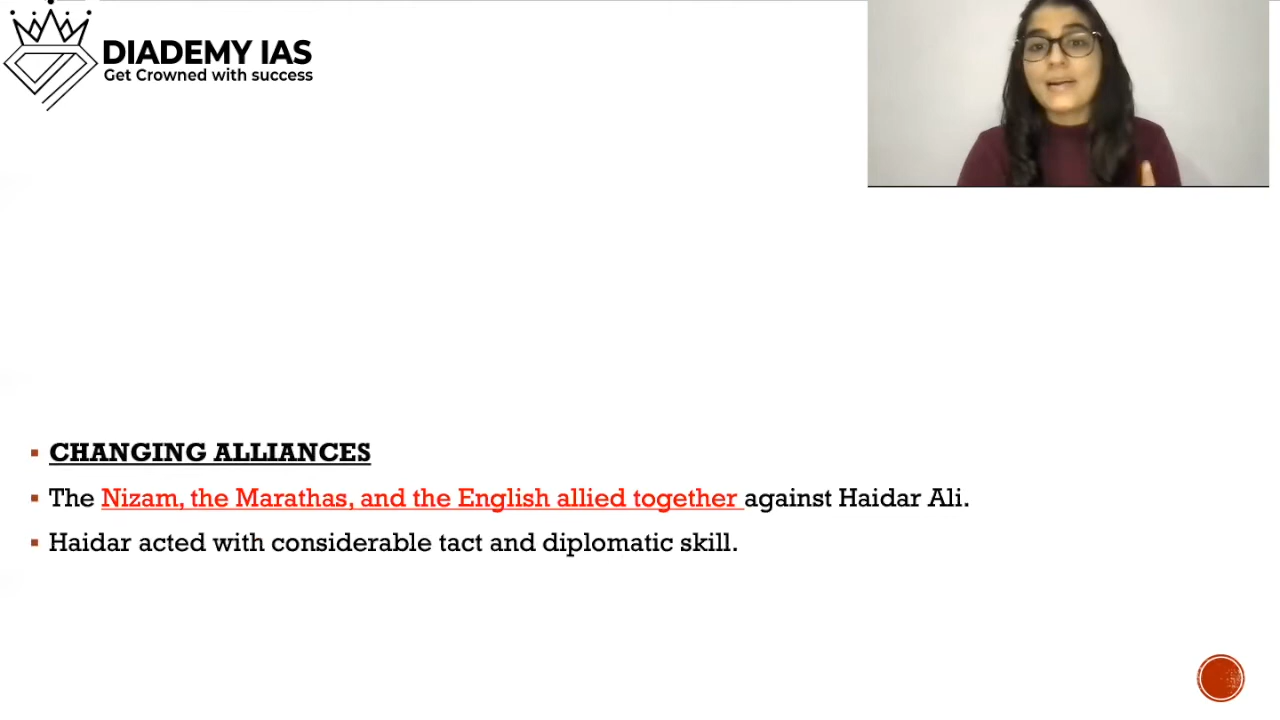 DIADEMY IAS
Get Crowned with success
CHANGING ALLIANCES
The Nizam, the Marathas, and the English allied together against Haidar Ali.
Haidar acted with considerable tact and diplomatic skill.